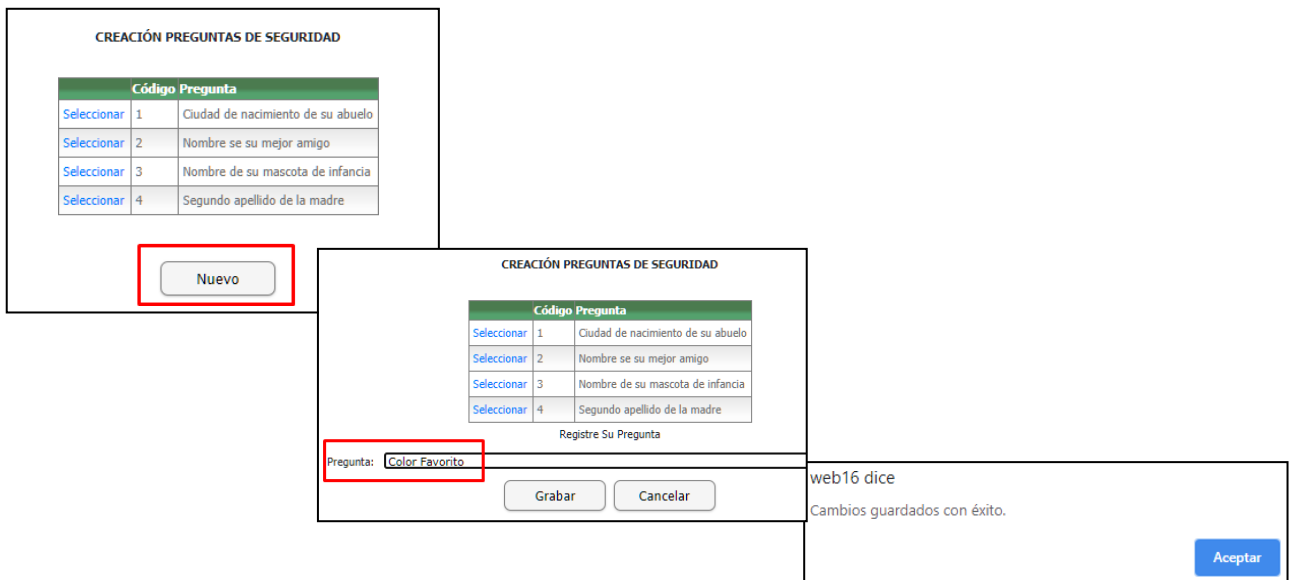 CREACIÓN PREGUNTAS DE SEGURIDAD
Código Pregunta
Seleccionar 1 Ciudad de nacimiento de su abuelo
Seleccionar 2 Nombre se su mejor amigo
Seleccionar 3 Nombre de su mascota de infancia
Seleccionar 4 Segundo apellido de la madre
Nuevo
CREACIÓN PREGUNTAS DE SEGURIDAD
Código Pregunta
Seleccionar 1 Ciudad de nacimiento de su abuelo
Seleccionar 2 Nombre se su mejor amigo
Seleccionar 3 Nombre de su mascota de infancia
Seleccionar 4 Segundo apellido de la madre
Registre Su Pregunta
Pregunta: Color Favorito
Grabar Cancelar
web16 dice
Cambios guardados con éxito.
Aceptar